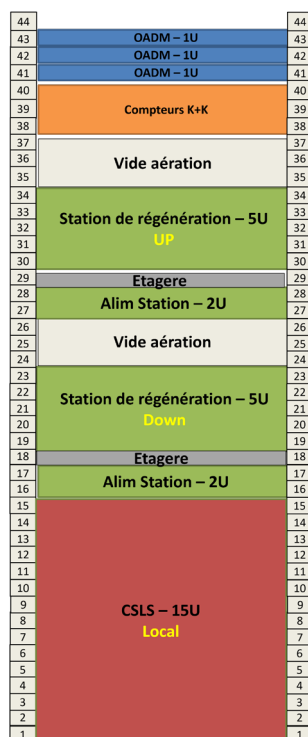 44 44
43 OADM – 1U 43
42 OADM – 1U 42
41 OADM – 1U 41
40 40
39 Compteurs K+K 39
38 38
37 37
36 Vide aération 36
35 35
34 34
33 Station de régénération – 5U 33
32 UP 32
31 31
30 30
29 Etagere 29
28 Alim Station – 2U 28
27 27
26 26
25 Vide aération 25
24 24
23 23
22 Station de régénération – 5U 22
21 Down 21
20 20
19 19
18 Etagere 18
17 Alim Station – 2U 17
16 16
15 15
14 14
13 13
12 12
11 11
10 10
9 CSLS – 15U 9
8 Local 8
7 7
6 6
5 5
4 4
3 3
2 2
1 1